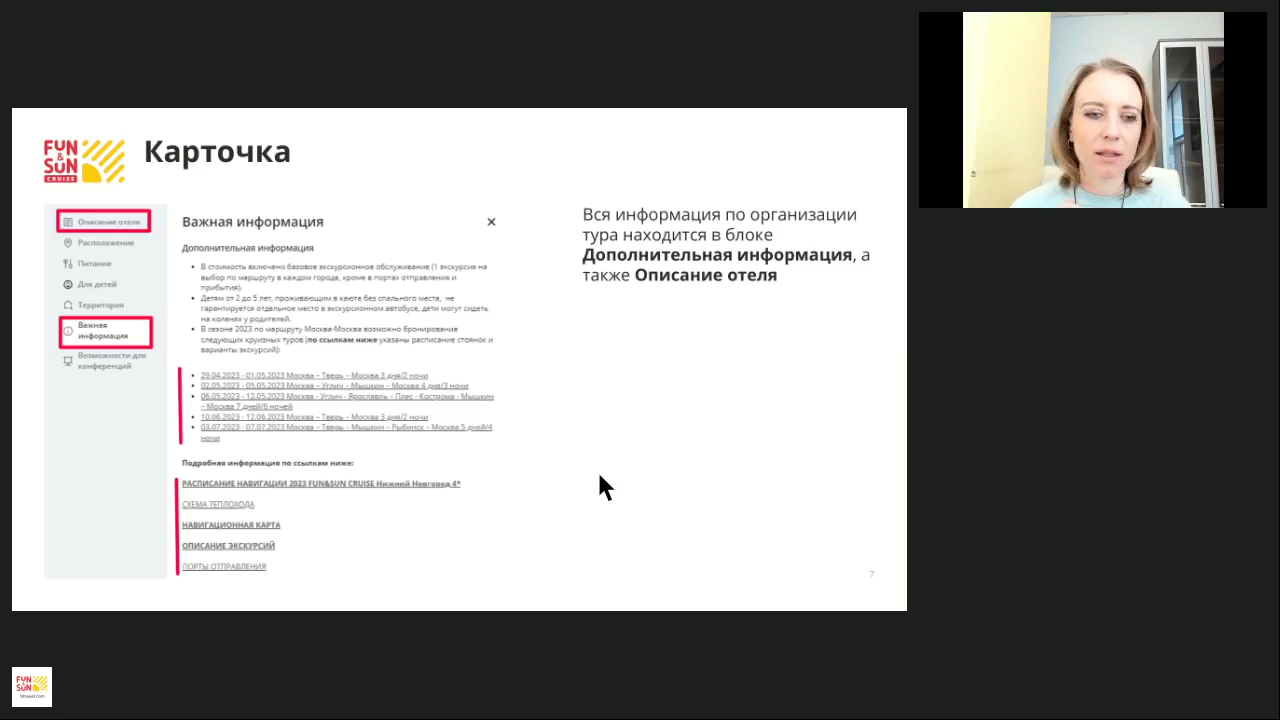 FUN
&
SUN
CRUISE
Карточка
Описание отеля
Расположение
Питание
Для детей
Территория
Важная
информация
Возможности для
конференций
Важная информация
Дополнительная информация
В стоимость включено базовое экскурсионное обслуживание (1 экскурсия на
выбор по маршруту в каждом городе, кроме в портах отправления и
прибытия).
Детям от 2 до 5 лет, проживающим в каюте без спального места, не
гарантируется отдельное место в экскурсионном автобусе, дети могут сидеть
на коленях у родителей.
В сезоне 2023 по маршруту Москва-Москва возможно бронирование
следующих круизных туров (по ссылкам ниже указаны расписание стоянок и
варианты экскурсий):
29.04.2023 - 01.05.2023 Москва – Тверь – Москва 3 дня/2 ночи
02.05.2023 - 05.05.2023 Москва – Углич – Мышкин – Москва 4 дня/3 ночи
06.05.2023 - 12.05.2023 Москва - Углич - Ярославль – Плес - Кострома - Мышкин
– Москва 7 дней/6 ночей
10.06.2023 - 12.06.2023 Москва – Тверь – Москва 3 дня/2 ночи
03.07.2023 - 07.07.2023 Москва – Тверь – Мышкин – Рыбинск – Москва 5 дней/4
ночи
Подробная информация по ссылкам ниже:
РАСПИСАНИЕ НАВИГАЦИИ 2023 FUN&SUN CRUISE Нижний Новгород 4*
СХЕМА ТЕПЛОХОДА
НАВИГАЦИОННАЯ КАРТА
ОПИСАНИЕ ЭКСКУРСИЙ
ПОРТЫ ОТПРАВЛЕНИЯ
Вся информация по организации
тура находится в блоке
Дополнительная информация, а
также Описание отеля
7
FUN
&
SUN
fstravel.com